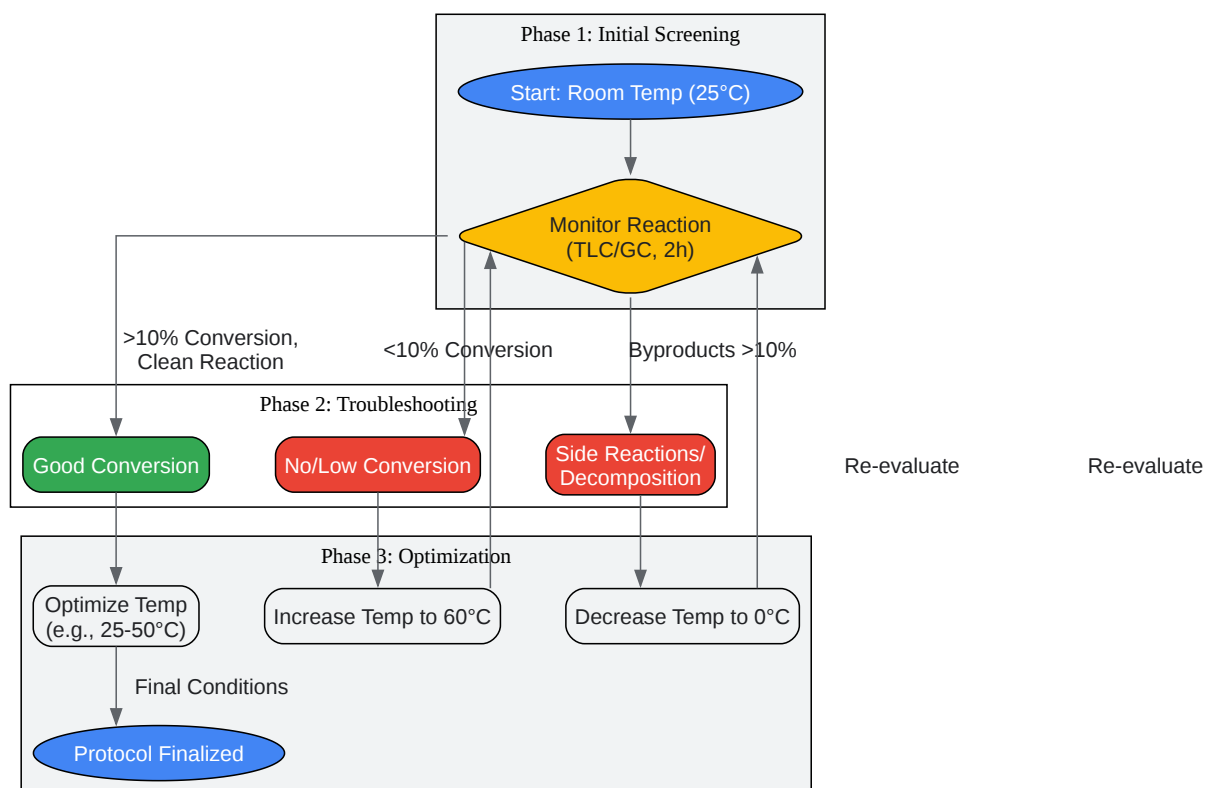 Phase 1: Initial Screening
Start: Room Temp (25°C)
Monitor Reaction
(TLC/GC, 2h)
>10% Conversion,
Clean Reaction
<10% Conversion
Byproducts >10%
Phase 2: Troubleshooting
Good Conversion
No/Low Conversion
Side Reactions/
Decomposition
Re-evaluate
Re-evaluate
Phase 3: Optimization
Optimize Temp
(e.g., 25-50°C)
Increase Temp to 60°C
Decrease Temp to 0°C
Final Conditions
Protocol Finalized